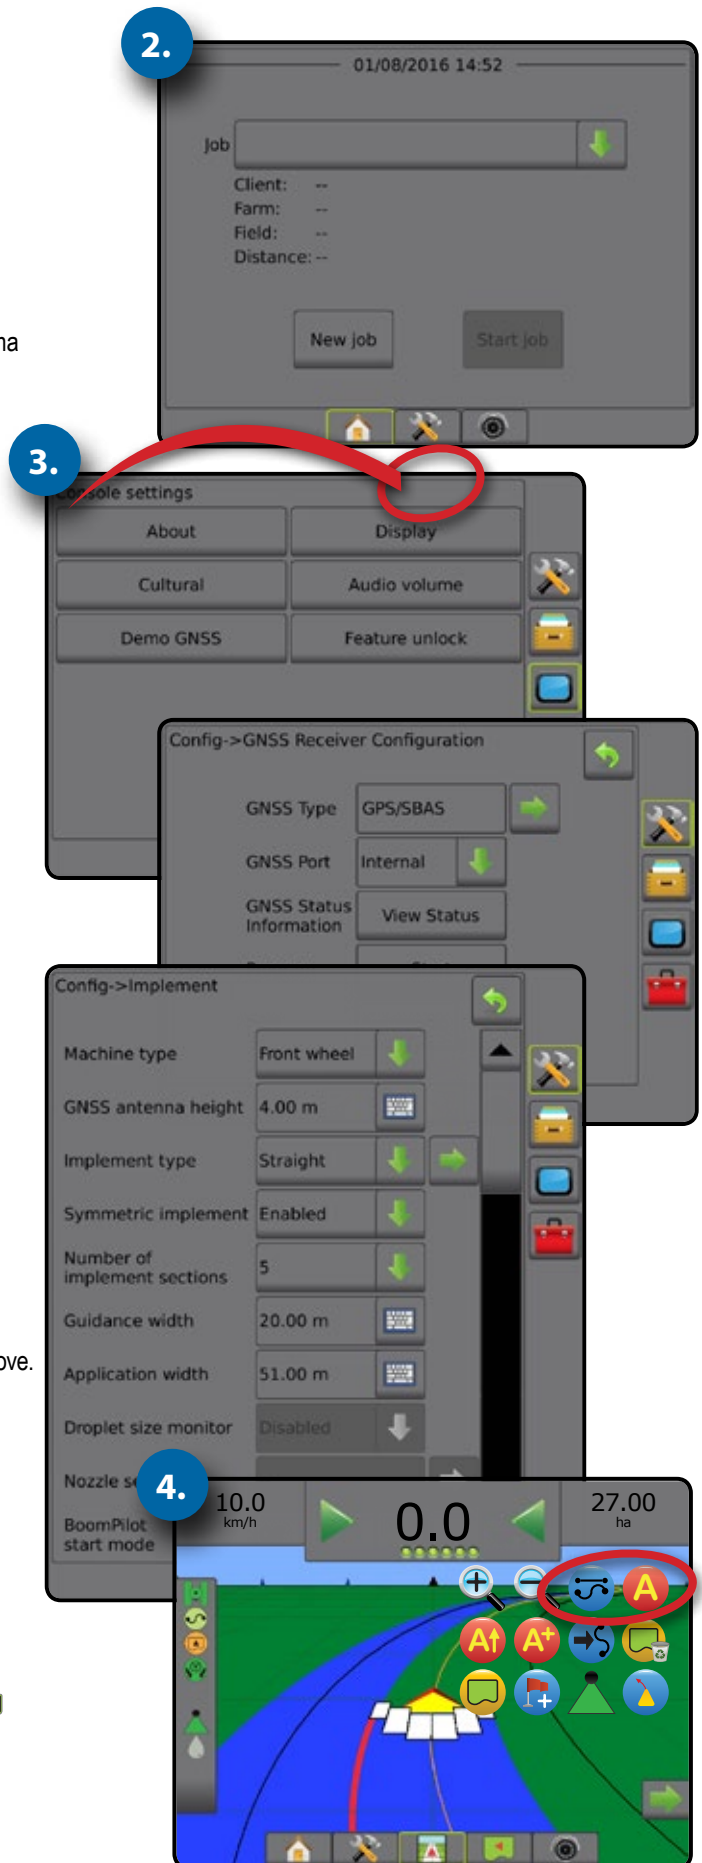 2.
01/08/2016 14:52
Job
Client: --
Farm: --
Field: --
Distance: --
New job
Start job
na
3.
Console settings
About
Display
Cultural
Audio volume
Demo GNSS
Feature unlock
Config->GNSS Receiver Configuration
GNSS Type
GPS/SBAS
GNSS Port
Internal
GNSS Status
Information
View Status
Config->Implement
Machine type
Front wheel
GNSS antenna height
4.00 m
Implement type
Straight
Symmetric implement
Enabled
Number of
implement sections
5
Guidance width
20.00 m
ove.
Application width
51.00 m
Droplet size monitor
Disabled
Nozzle se
BoomPilot
start mode
4.
10.0
km/h
0.0
27.00
ha
A
A
A+